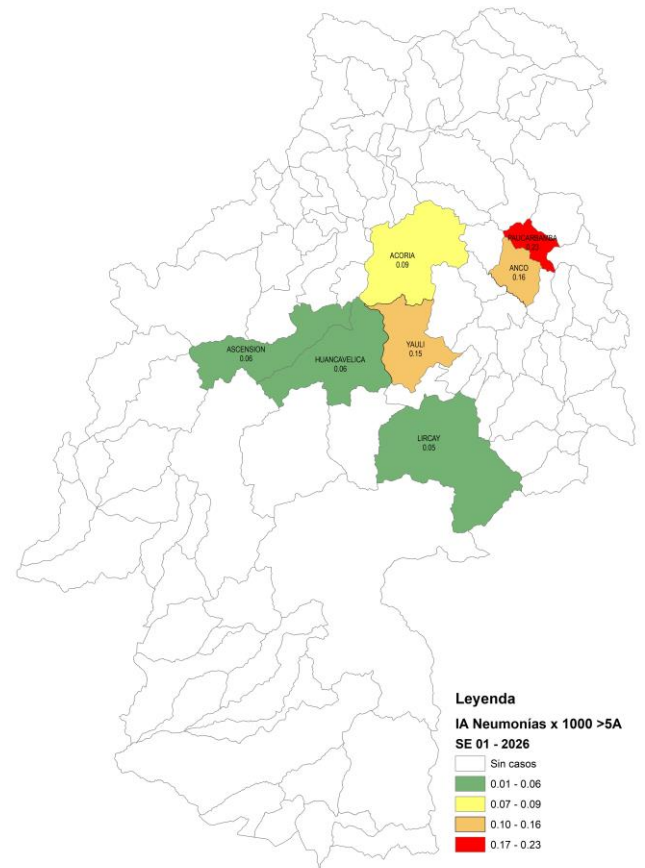 PAUCARBAMBA
0.23
ACORIA
0.09
ANCO
0.16
ASCENSION
0.06
HUANCAVELICA
0.06
YAULI
0.15
LIRCAY
0.05
Leyenda
IA Neumonías x 1000 >5A
SE 01 - 2026
Sin casos
0.01 - 0.06
0.07 - 0.09
0.10 - 0.16
0.17 - 0.23